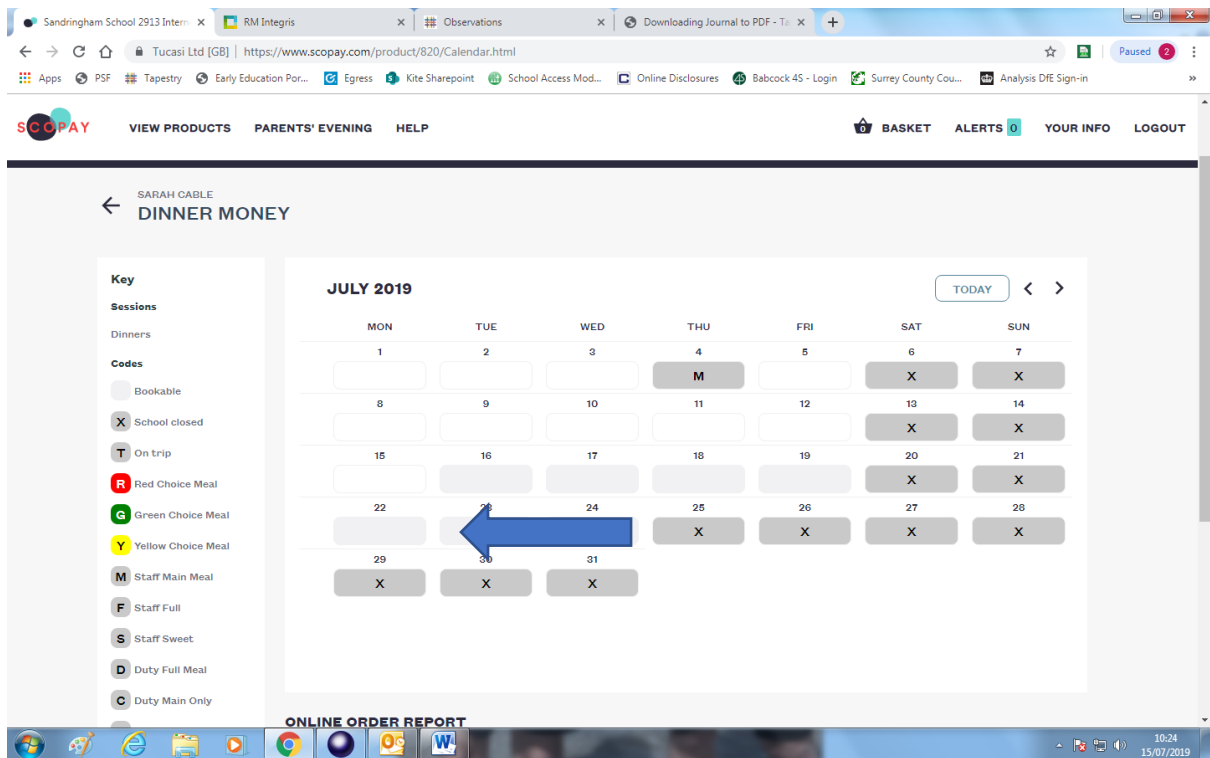 Sandringham School 2913 Intern
RM Integris
Observations
Downloading Journal to PDF - Ta
Tucasi Ltd [GB] | https://www.scopay.com/product/820/Calendar.html
Paused 2
Apps PSF Tapestry Early Education Por... Egress Kite Sharepoint School Access Mod... Online Disclosures Babcock 4S - Login Surrey County Cou... Analysis DfE Sign-in »
SCOPAY VIEW PRODUCTS PARENTS' EVENING HELP 0 BASKET ALERTS 0 YOUR INFO LOGOUT
SARAH CABLE
DINNER MONEY
Key
Sessions
Dinners
Codes
Bookable
X School closed
T On trip
R Red Choice Meal
G Green Choice Meal
Y Yellow Choice Meal
M Staff Main Meal
F Staff Full
S Staff Sweet
D Duty Full Meal
C Duty Main Only
JULY 2019 TODAY
MON TUE WED THU FRI SAT SUN
1 2 3 4 5 6 7
M X X
8 9 10 11 12 13 14
X X
15 16 17 18 19 20 21
X X
22 23 24 25 26 27 28
X X X X
29 30 31
X X X
ONLINE ORDER REPORT
10:24
15/07/2019